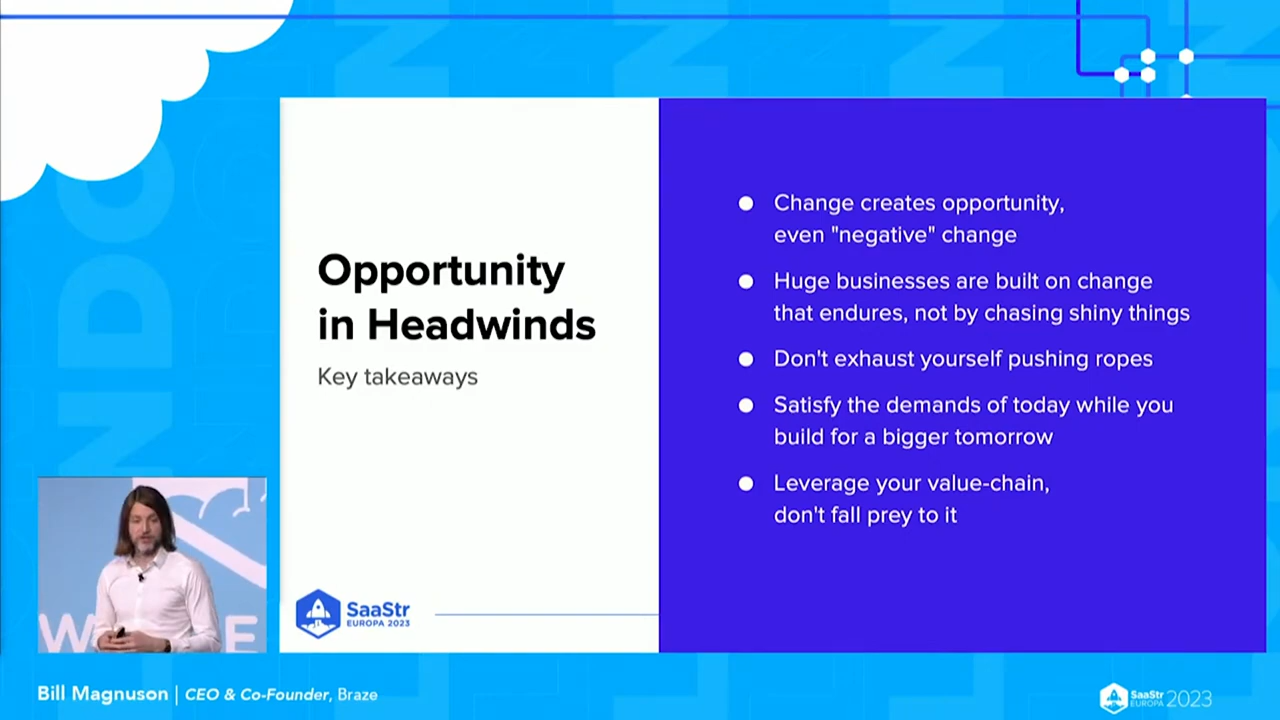 Opportunity
in Headwinds
Key takeaways
● Change creates opportunity,
even "negative" change
● Huge businesses are built on change
that endures, not by chasing shiny things
● Don't exhaust yourself pushing ropes
● Satisfy the demands of today while you
build for a bigger tomorrow
● Leverage your value-chain,
don't fall prey to it
SaaStr
EUROPA 2023
Bill Magnuson | CEO & Co-Founder, Braze
SaaStr
EUROPA 2023